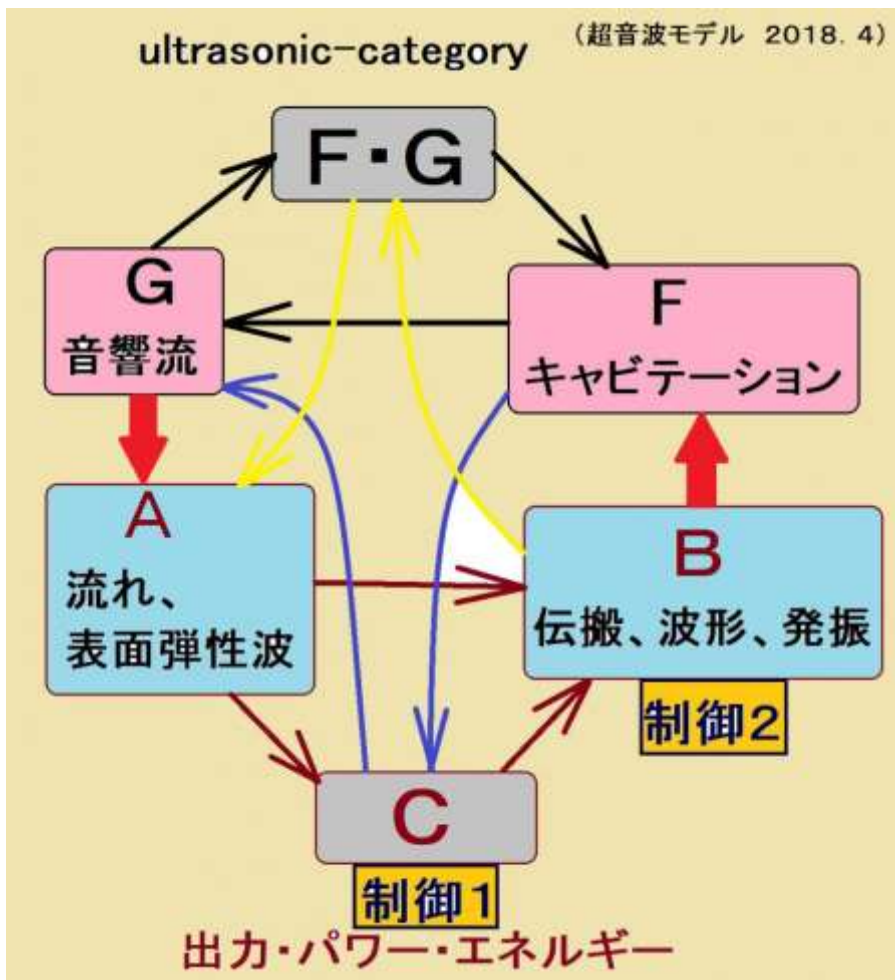 ultrasonic-category
(超音波モデル 2018.4)
F・G
G
音響流
F
キャビテーション
A
流れ、
表面弾性波
B
伝搬、波形、発振
制御2
C
制御1
出力・パワー・エネルギー